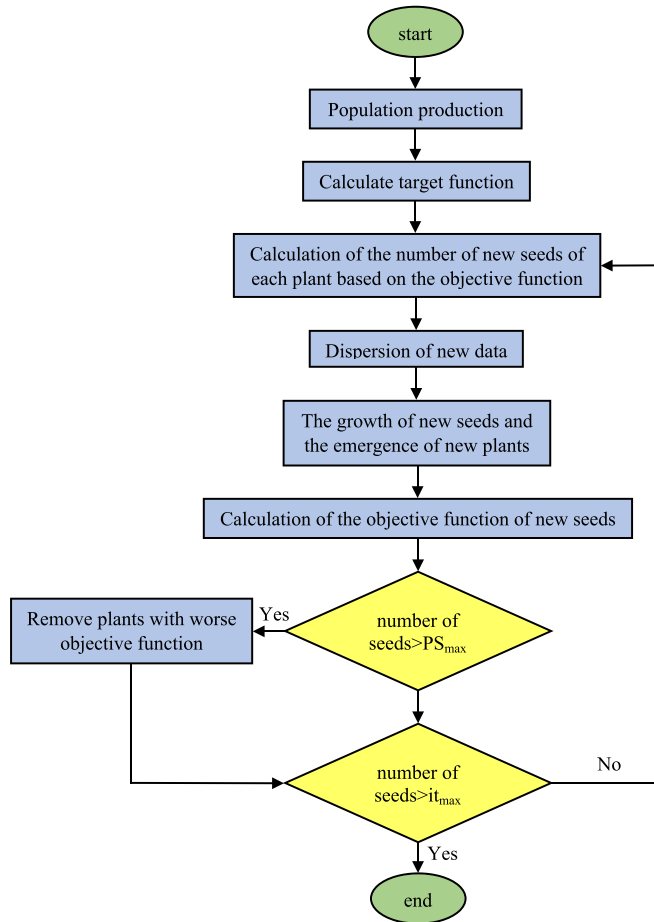 start
Population production
Calculate target function
Calculation of the number of new seeds of
each plant based on the objective function
Dispersion of new data
The growth of new seeds and
the emergence of new plants
Calculation of the objective function of new seeds
number of
seeds>PSmax
Yes
Remove plants with worse
objective function
number of
seeds>itmax
No
Yes
end